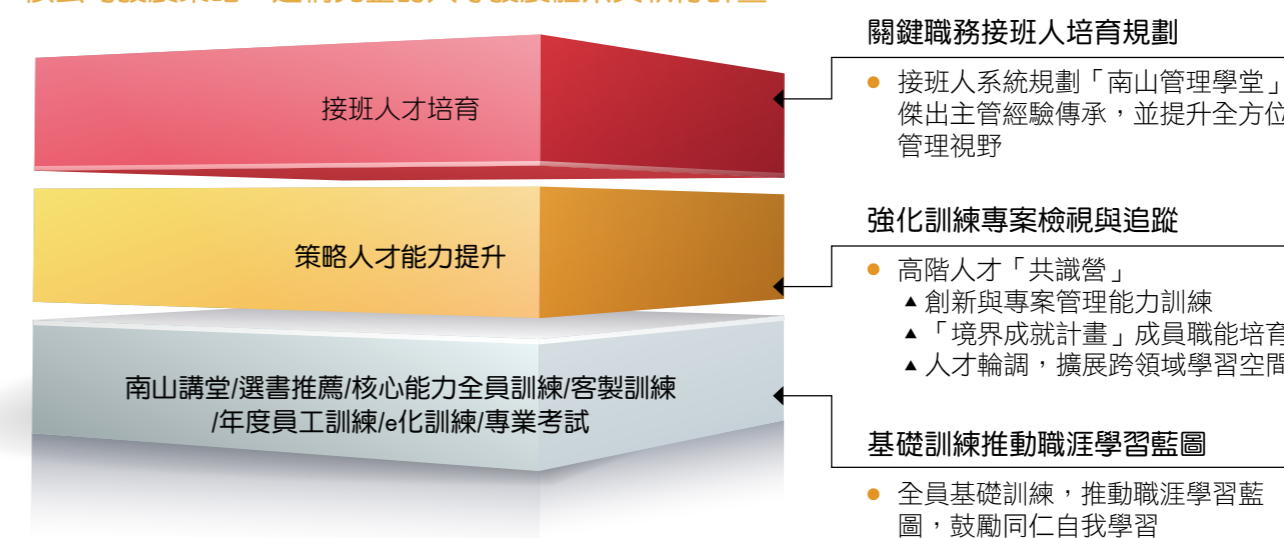 關鍵職務接班人培育規劃
● 接班人系統規劃「南山管理學堂」
傑出主管經驗傳承,並提升全方位
管理視野
接班人才培育
強化訓練專案檢視與追蹤
● 高階人才「共識營」
▲創新與專案管理能力訓練
▲「境界成就計畫」成員職能培育
▲人才輪調,擴展跨領域學習空間
策略人才能力提升
南山講堂/選書推薦/核心能力全員訓練/客製訓練
/年度員工訓練/e化訓練/專業考試
基礎訓練推動職涯學習藍圖
● 全員基礎訓練,推動職涯學習藍
圖,鼓勵同仁自我學習